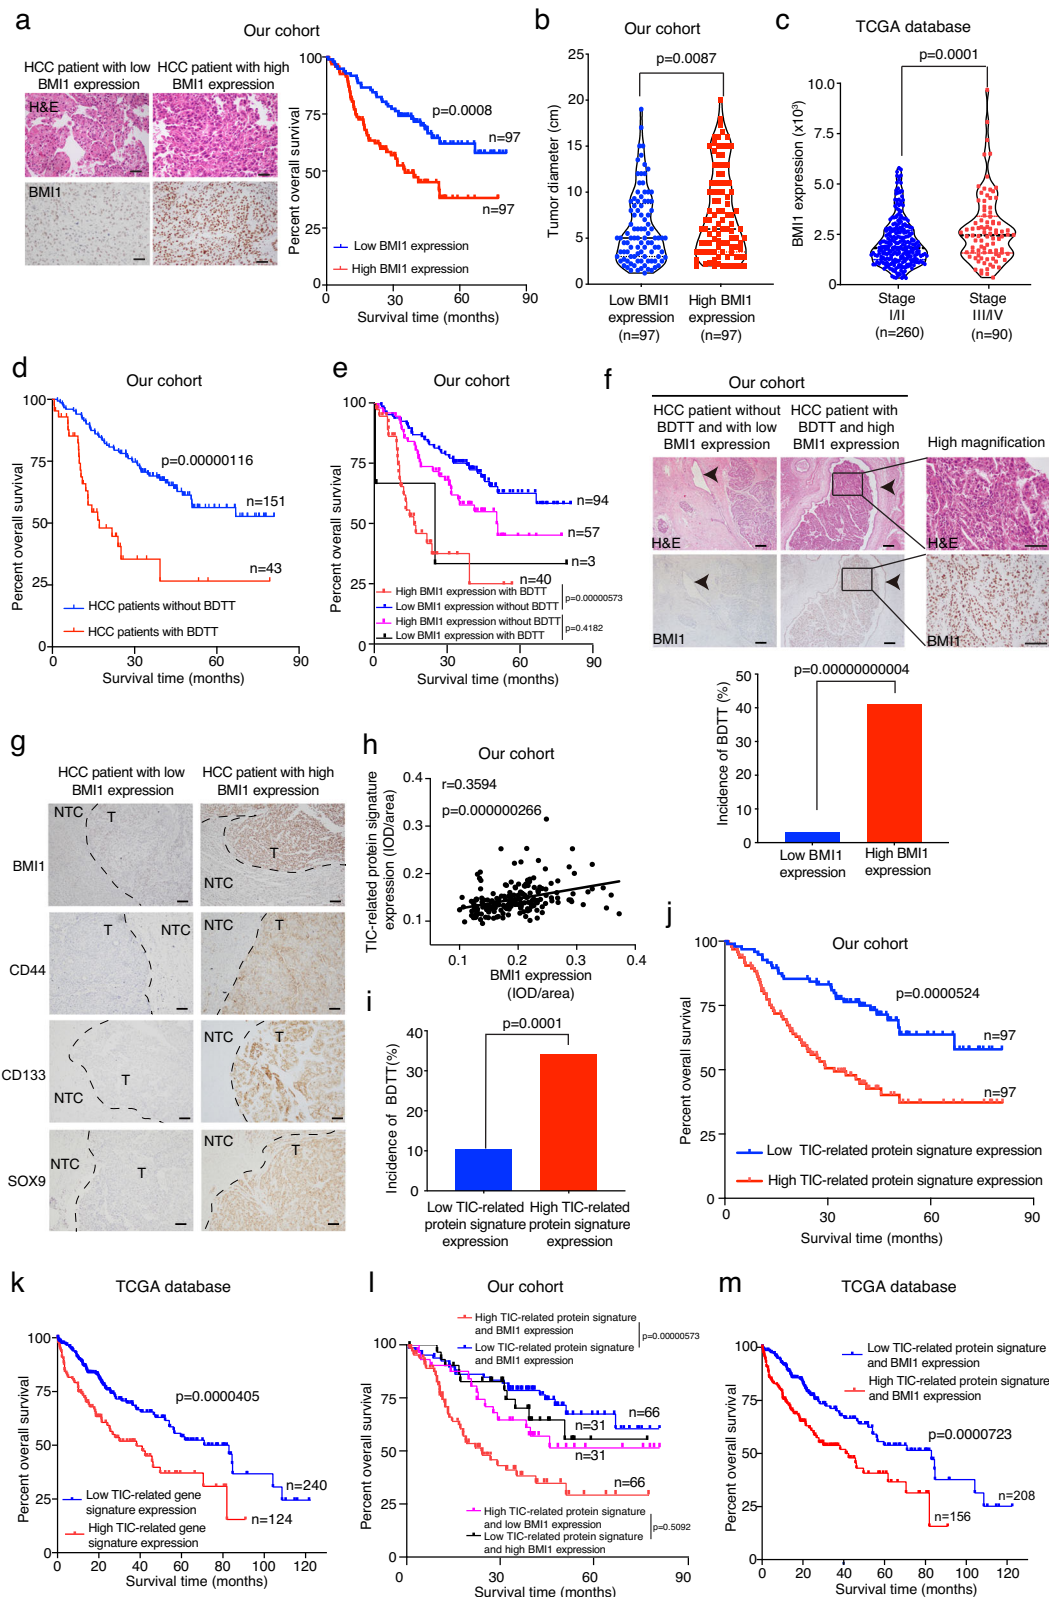 a
Our cohort
HCC patient with low
BMI1 expression
HCC patient with high
BMI1 expression
H&E
BMI1
Percent overall survival
100
75
50
25
0
p=0.0008
n=97
n=97
Low BMI1 expression
High BMI1 expression
0 30 60 90
Survival time (months)
b
Our cohort
p=0.0087
Tumor diameter (cm)
25
20
15
10
5
0
Low BMI1
expression
(n=97)
High BMI1
expression
(n=97)
c
TCGA database
p=0.0001
BMI1 expression (x10³)
10.0
7.5
5.0
2.5
0
Stage
I/II
(n=260)
Stage
III/IV
(n=90)
d
Our cohort
Percent overall survival
100
75
50
25
0
p=0.00000116
n=151
n=43
HCC patients without BDTT
HCC patients with BDTT
0 30 60 90
Survival time (months)
e
Our cohort
Percent overall survival
100
75
50
25
0
n=94
n=57
n=3
n=40
High BMI1 expression with BDTT
Low BMI1 expression without BDTT
p=0.00000573
High BMI1 expression without BDTT
Low BMI1 expression with BDTT
p=0.4182
0 30 60 90
Survival time (months)
f
Our cohort
HCC patient without
BDTT and with low
BMI1 expression
HCC patient with
BDTT and high
BMI1 expression
High magnification
H&E
H&E
BMI1
BMI1
p=0.00000000004
Incidence of BDTT (%)
50
40
30
20
10
0
Low BMI1
expression
High BMI1
expression
g
HCC patient with low
BMI1 expression
HCC patient with high
BMI1 expression
BMI1
NTC
T
T
NTC
CD44
T
NTC
NTC
T
CD133
NTC
T
NTC
T
SOX9
NTC
T
NTC
T
h
Our cohort
r=0.3594
p=0.000000266
TIC-related protein signature
expression (IOD/area)
0.4
0.3
0.2
0.1
0.1 0.2 0.3 0.4
BMI1 expression
(IOD/area)
i
p=0.0001
Incidence of BDTT(%)
40
30
20
10
0
Low TIC-related
protein signature
expression
High TIC-related
protein signature
expression
j
Our cohort
Percent overall survival
100
75
50
25
0
p=0.0000524
n=97
n=97
Low TIC-related protein signature expression
High TIC-related protein signature expression
0 30 60 90
Survival time (months)
k
TCGA database
Percent overall survival
100
75
50
25
0
p=0.0000405
n=240
n=124
Low TIC-related gene
signature expression
High TIC-related gene
signature expression
0 20 40 60 80 100 120
Survival time (months)
l
Our cohort
High TIC-related protein signature
and BMI1 expression
Low TIC-related protein signature
and BMI1 expression
p=0.00000573
Percent overall survival
100
75
50
25
0
n=66
n=31
n=31
n=66
High TIC-related protein signature
and low BMI1 expression
Low TIC-related protein signature
and high BMI1 expression
p=0.5092
0 30 60 90
Survival time (months)
m
TCGA database
Low TIC-related protein signature
and BMI1 expression
High TIC-related protein signature
and BMI1 expression
p=0.0000723
Percent overall survival
100
75
50
25
0
n=208
n=156
0 20 40 60 80 100 120
Survival time (months)